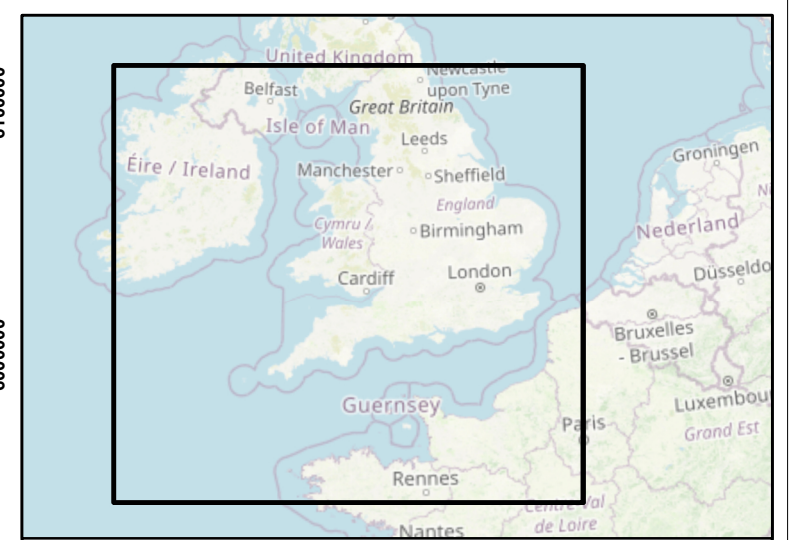 United Kingdom
Newcastle
upon Tyne
Belfast
Great Britain
Isle of Man
Leeds
Groningen
Éire / Ireland
Manchester
Sheffield
England
Cymru /
Wales
Birmingham
Nederland
Cardiff
London
Düsseldo
Bruxelles
- Brussel
Luxembou
Guernsey
Paris
Grand Est
Rennes
Centre-Val
de Loire
Nantes